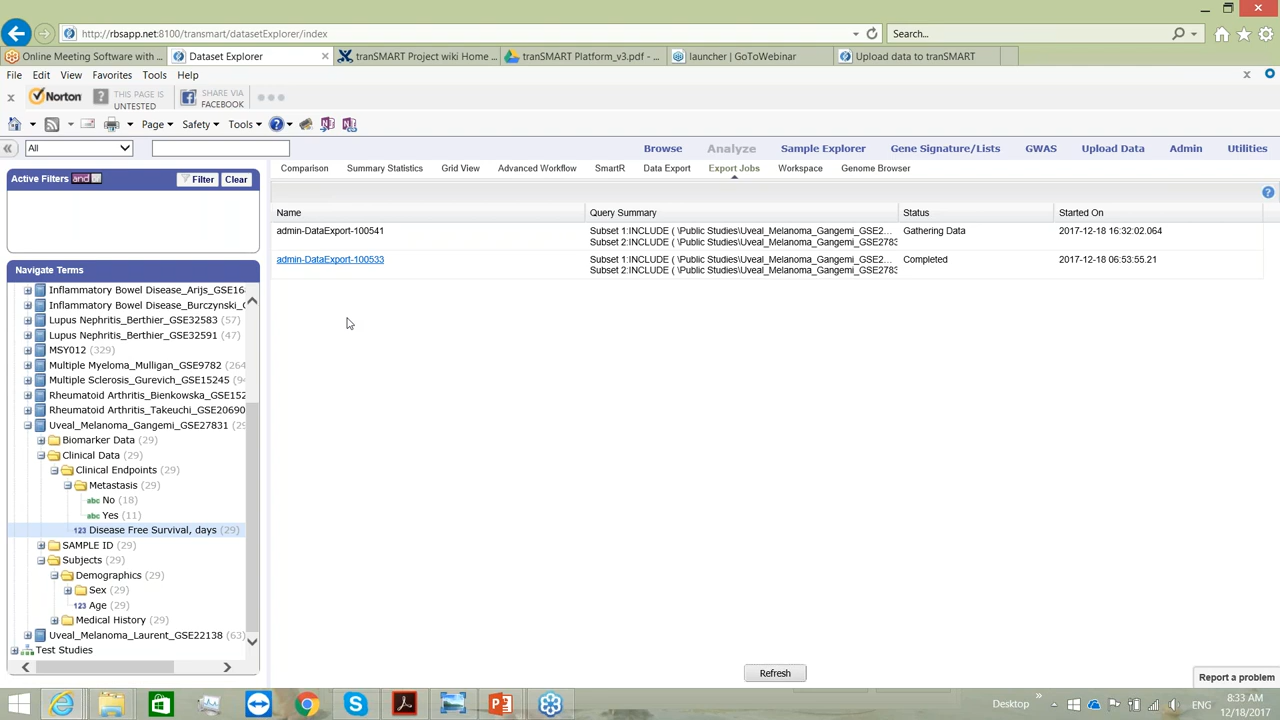 http://rbsapp.net:8100/transmart/datasetExplorer/index
Search...
Online Meeting Software with ...
Dataset Explorer
tranSMART Project wiki Home ...
tranSMART Platform_v3.pdf - ...
launcher | GoToWebinar
Upload data to tranSMART
File Edit View Favorites Tools Help
Norton
THIS PAGE IS
UNTESTED
SHARE VIA
FACEBOOK
Page Safety Tools
All
Browse Analyze Sample Explorer Gene Signature/Lists GWAS Upload Data Admin Utilities
Comparison Summary Statistics Grid View Advanced Workflow SmartR Data Export Export Jobs Workspace Genome Browser
Active Filters and
Filter Clear
Name Query Summary Status Started On
admin-DataExport-100541
Subset 1:INCLUDE ( \Public Studies\Uveal_Melanoma_Gangemi_GSE2...
Subset 2:INCLUDE ( \Public Studies\Uveal_Melanoma_Gangemi_GSE2783
Gathering Data
2017-12-18 16:32:02.064
admin-DataExport-100533
Subset 1:INCLUDE ( \Public Studies\Uveal_Melanoma_Gangemi_GSE2...
Subset 2:INCLUDE ( \Public Studies\Uveal_Melanoma_Gangemi_GSE2783
Completed
2017-12-18 06:53:55.21
Navigate Terms
Inflammatory Bowel Disease_Arijs_GSE16
Inflammatory Bowel Disease_Burczynski_
Lupus Nephritis_Berthier_GSE32583 (57)
Lupus Nephritis_Berthier_GSE32591 (47)
MSY012 (329)
Multiple Myeloma_Mulligan_GSE9782 (264
Multiple Sclerosis_Gurevich_GSE15245 (9
Rheumatoid Arthritis_Bienkowska_GSE152
Rheumatoid Arthritis_Takeuchi_GSE20690
Uveal_Melanoma_Gangemi_GSE27831 (29
Biomarker Data (29)
Clinical Data (29)
Clinical Endpoints (29)
Metastasis (29)
abc No (18)
abc Yes (11)
123 Disease Free Survival, days (29)
SAMPLE ID (29)
Subjects (29)
Demographics (29)
Sex (29)
123 Age (29)
Medical History (29)
Uveal_Melanoma_Laurent_GSE22138 (63)
Test Studies
Refresh
Report a problem
Desktop
ENG
8:33 AM
12/18/2017